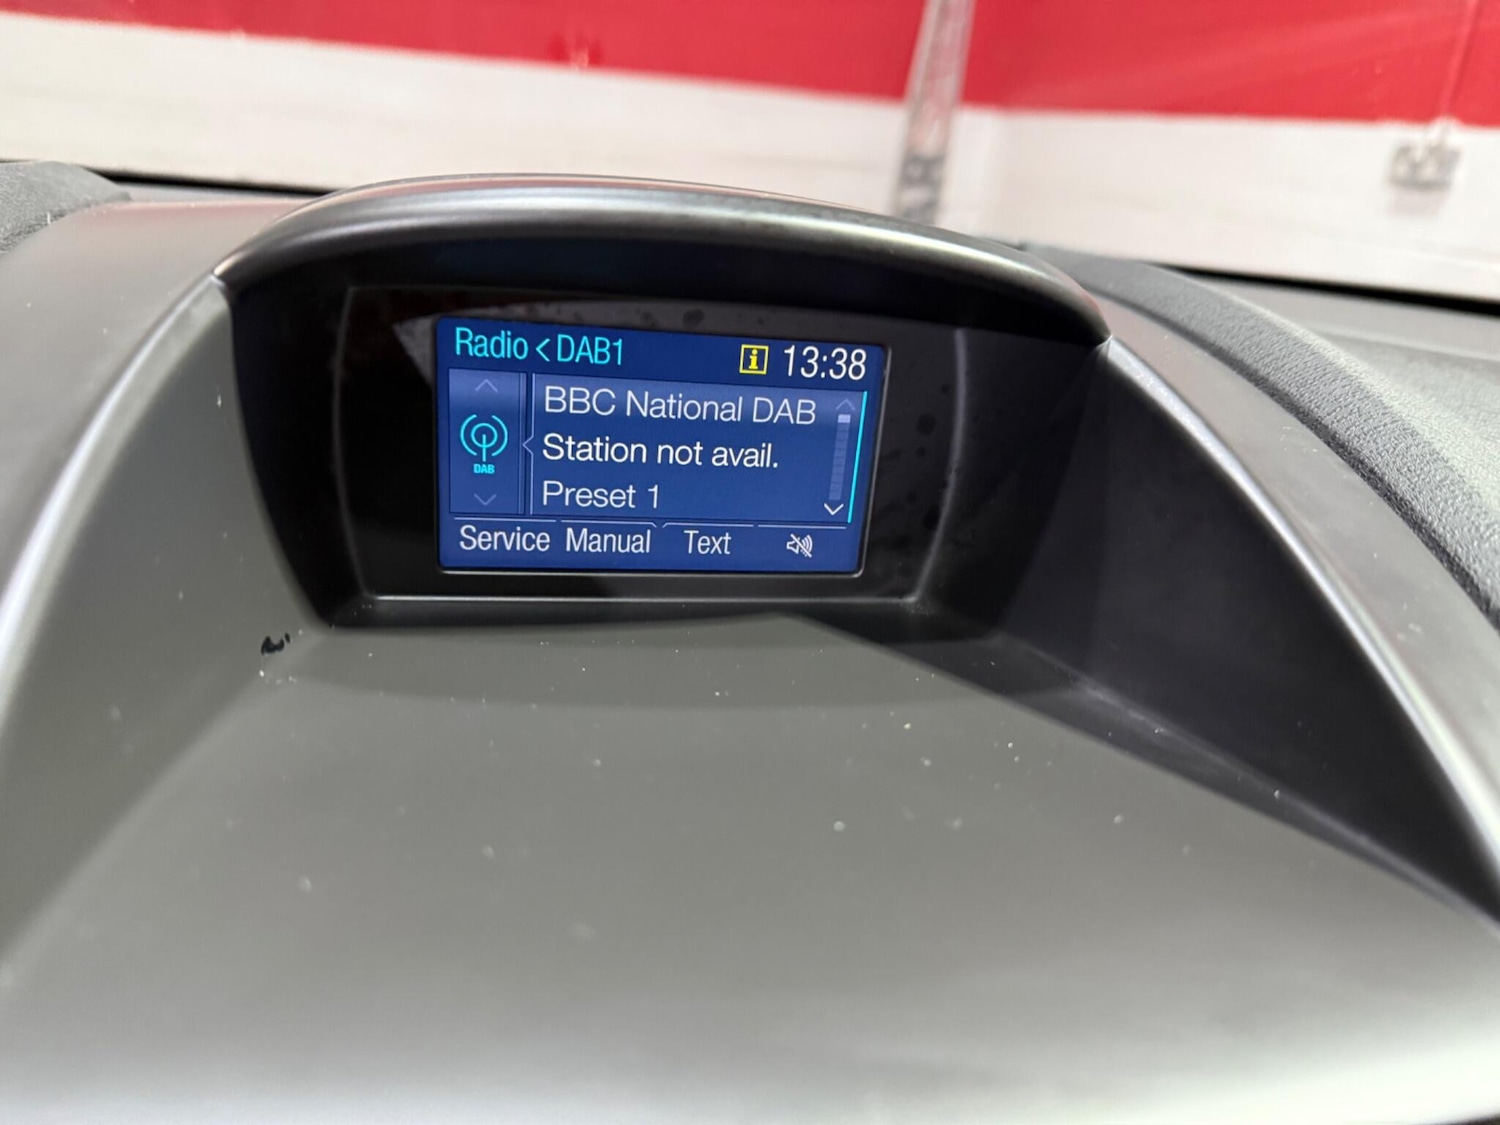 Radio < DAB1 i 13:38
BBC National DAB
Station not avail.
DAB
Preset 1
Service Manual Text